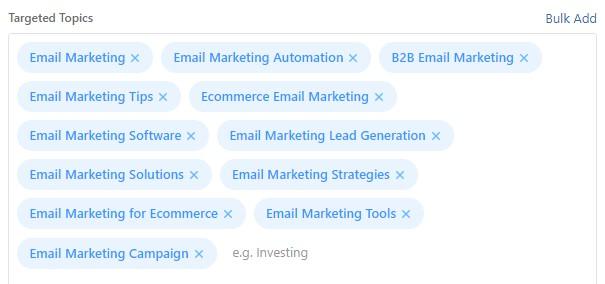 Targeted Topics Bulk Add
Email Marketing × Email Marketing Automation × B2B Email Marketing ×
Email Marketing Tips × Ecommerce Email Marketing ×
Email Marketing Software × Email Marketing Lead Generation ×
Email Marketing Solutions × Email Marketing Strategies ×
Email Marketing for Ecommerce × Email Marketing Tools ×
Email Marketing Campaign × e.g. Investing